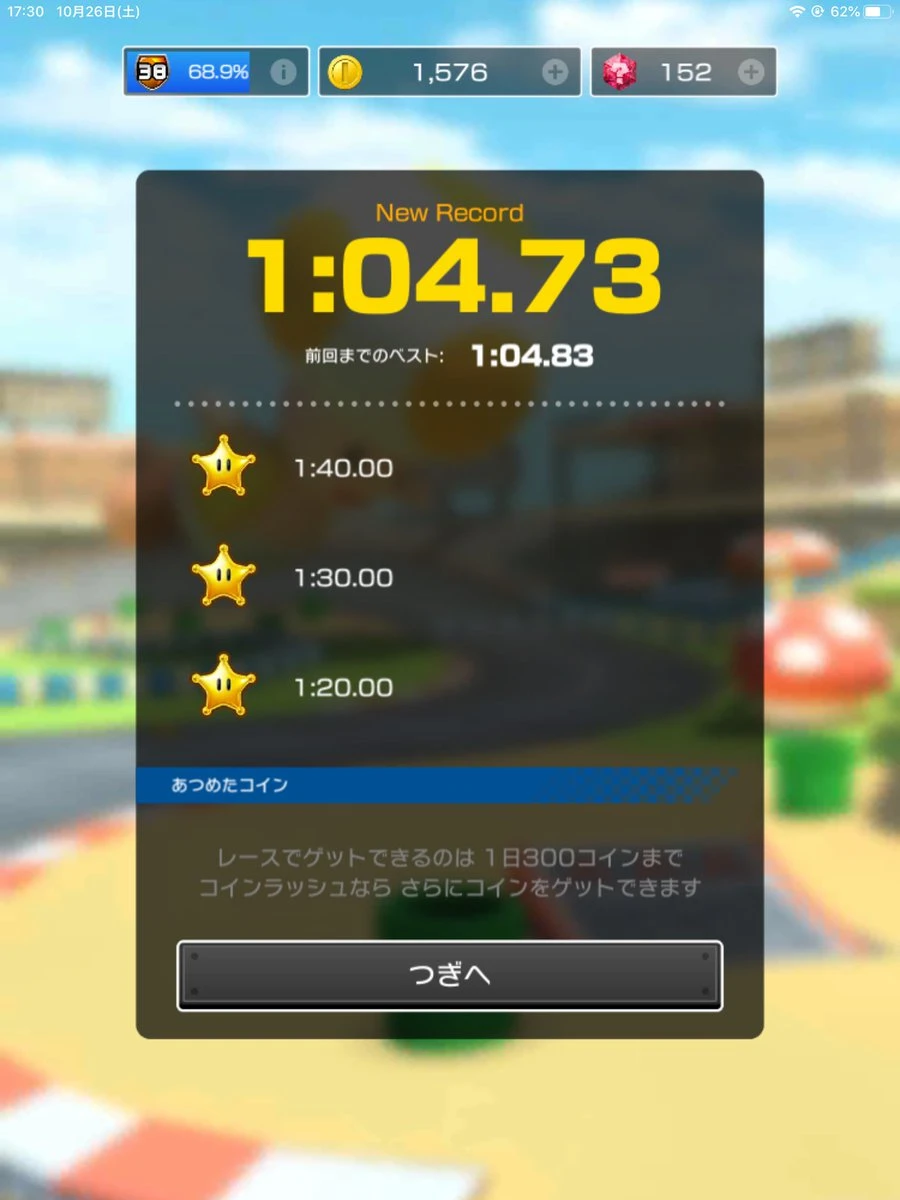 17:30 10月26日(土) 62%
38 68.9% i 1,576 + ? 152 +
New Record
1:04.73
前回までのベスト: 1:04.83
1:40.00
1:30.00
1:20.00
あつめたコイン
レースでゲットできるのは 1日300コインまで
コインラッシュなら さらにコインをゲットできます
つぎへ